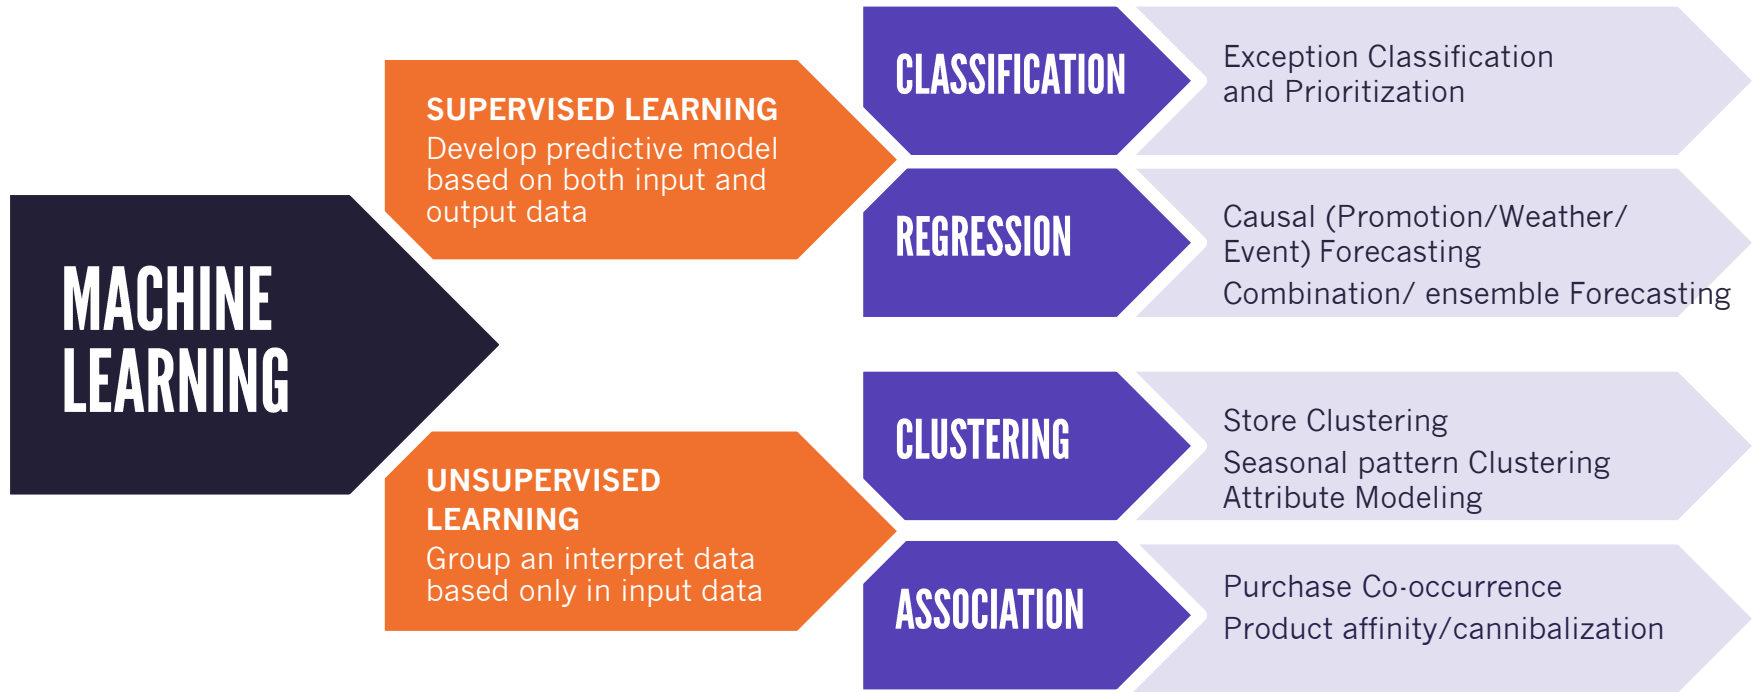 MACHINE
LEARNING
SUPERVISED LEARNING
Develop predictive model
based on both input and
output data
CLASSIFICATION
Exception Classification
and Prioritization
REGRESSION
Causal (Promotion/Weather/
Event) Forecasting
Combination/ ensemble Forecasting
UNSUPERVISED
LEARNING
Group an interpret data
based only in input data
CLUSTERING
Store Clustering
Seasonal pattern Clustering
Attribute Modeling
ASSOCIATION
Purchase Co-occurrence
Product affinity/cannibalization